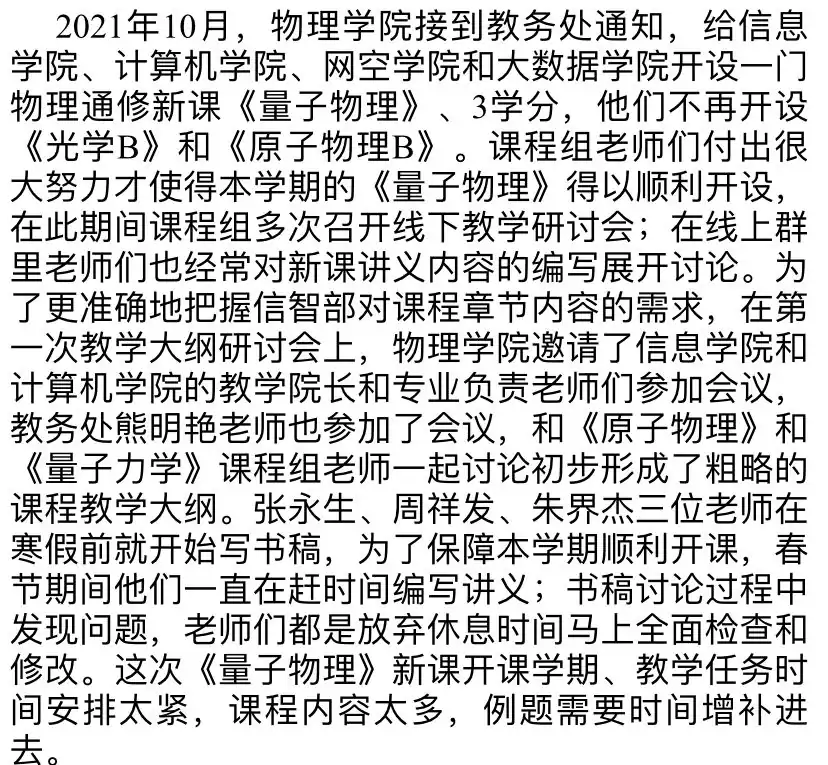 2021年10月，物理学院接到教务处通知，给信息
学院、计算机学院、网空学院和大数据学院开设一门
物理通修新课《量子物理》、3学分，他们不再开设
《光学B》和《原子物理B》。课程组老师们付出很
大努力才使得本学期的《量子物理》得以顺利开设，
在此期间课程组多次召开线下教学研讨会；在线上群
里老师们也经常对新课讲义内容的编写展开讨论。为
了更准确地把握信智部对课程章节内容的需求，在第
一次教学大纲研讨会上，物理学院邀请了信息学院和
计算机学院的教学院长和专业负责老师们参加会议，
教务处熊明艳老师也参加了会议，和《原子物理》和
《量子力学》课程组老师一起讨论初步形成了粗略的
课程教学大纲。张永生、周祥发、朱界杰三位老师在
寒假前就开始写书稿，为了保障本学期顺利开课，春
节期间他们一直在赶时间编写讲义；书稿讨论过程中
发现问题，老师们都是放弃休息时间马上全面检查和
修改。这次《量子物理》新课开课学期、教学任务时
间安排太紧，课程内容太多，例题需要时间增补进
去。